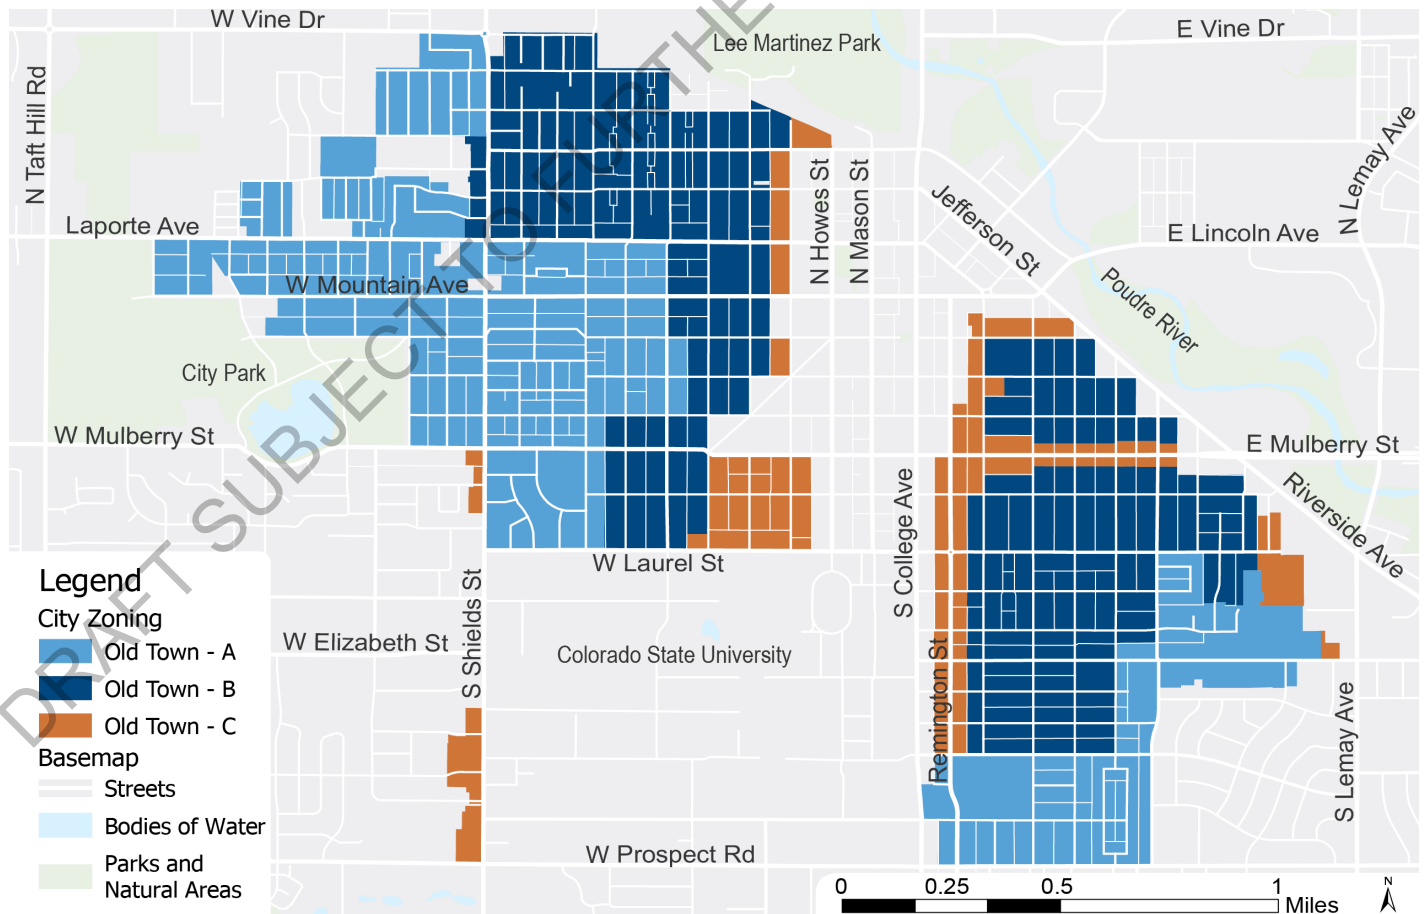 W Vine Dr
E Vine Dr
Lee Martinez Park
N Taft Hill Rd
N Lemay Ave
Laporte Ave
N Howes St
N Mason St
Jefferson St
E Lincoln Ave
W Mountain Ave
Poudre River
City Park
W Mulberry St
E Mulberry St
Riverside Ave
S College Ave
W Laurel St
S Shields St
W Elizabeth St
Colorado State University
Remington St
S Lemay Ave
W Prospect Rd
DRAFT SUBJECT TO FURTHE
Legend
City Zoning
Old Town - A
Old Town - B
Old Town - C
Basemap
Streets
Bodies of Water
Parks and
Natural Areas
0 0.25 0.5 1
Miles
N